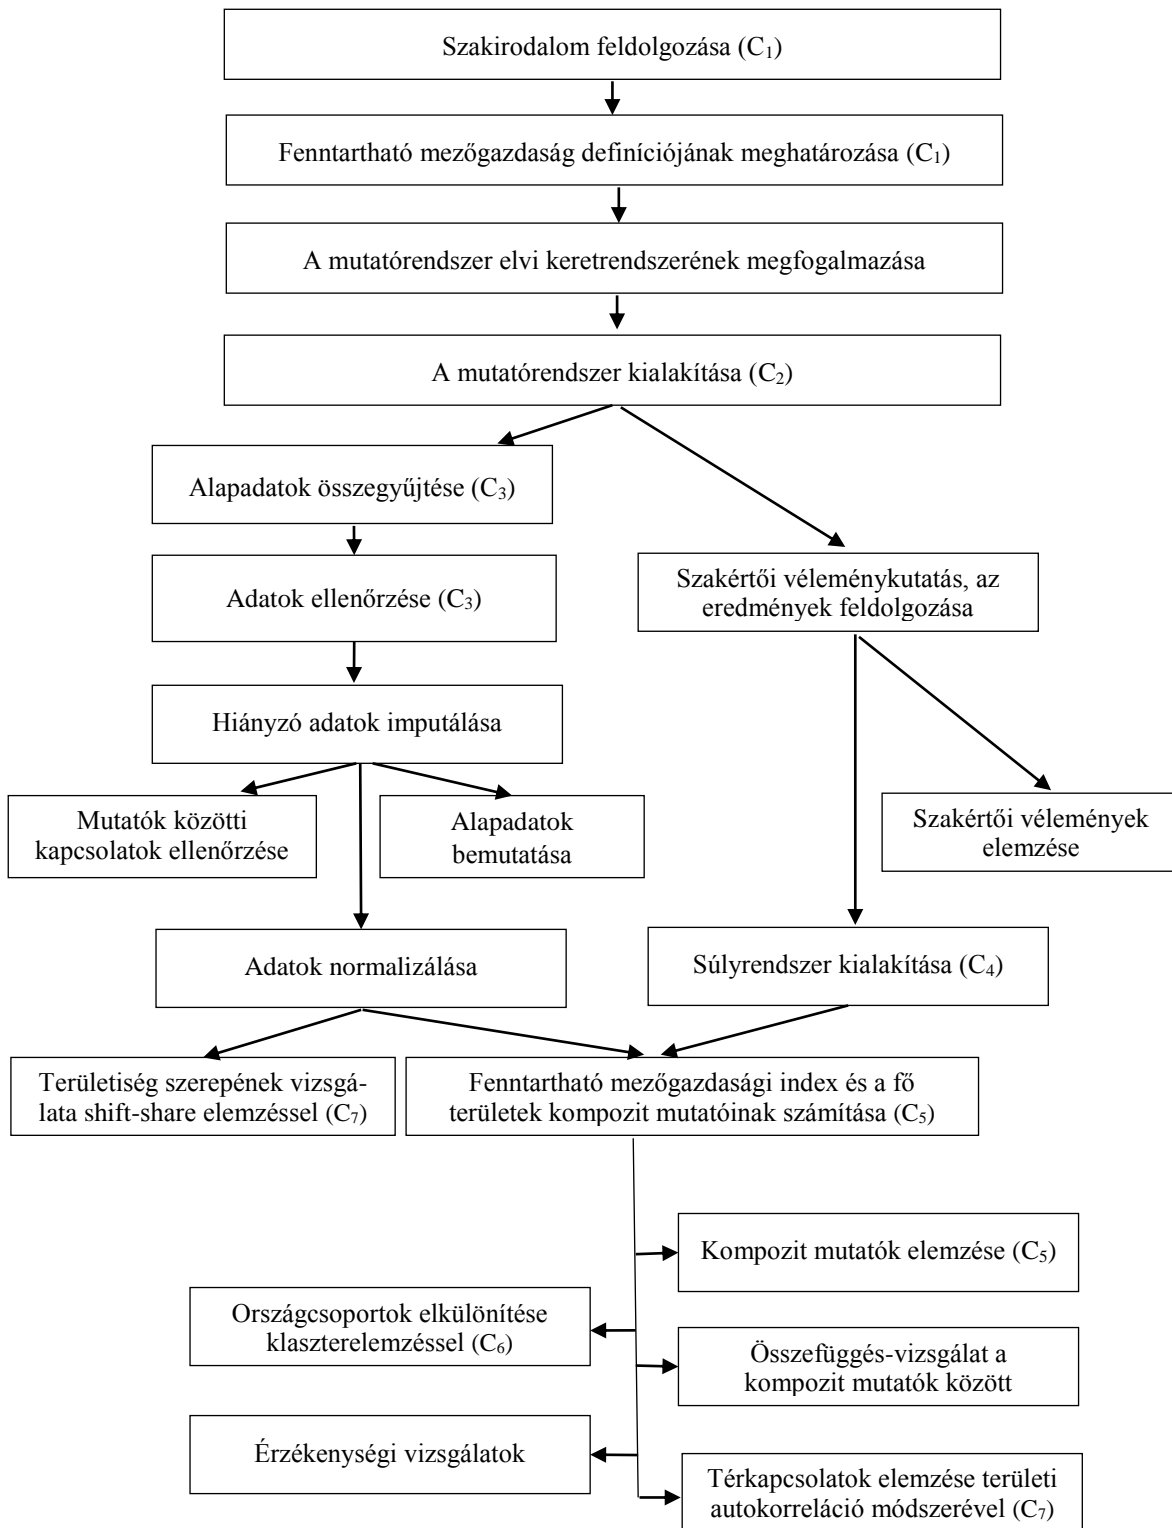 Szakirodalom feldolgozása (C₁)
Fenntartható mezőgazdaság definíciójának meghatározása (C₁)
A mutatórendszer elvi keretrendszerének megfogalmazása
A mutatórendszer kialakítása (C₂)
Alapadatok összegyűjtése (C₃)
Adatok ellenőrzése (C₃)
Szakértői véleménykutatás, az
eredmények feldolgozása
Hiányzó adatok imputálása
Mutatók közötti
kapcsolatok ellenőrzése
Alapadatok
bemutatása
Szakértői vélemények
elemzése
Adatok normalizálása
Súlyrendszer kialakítása (C₄)
Területiség szerepének vizsgá-
lata shift-share elemzéssel (C₇)
Fenntartható mezőgazdasági index és a fő
területek kompozit mutatóinak számítása (C₅)
Kompozit mutatók elemzése (C₅)
Országcsoportok elkülönítése
klaszterelemzéssel (C₆)
Összefüggés-vizsgálat a
kompozit mutatók között
Érzékenységi vizsgálatok
Térkapcsolatok elemzése területi
autokorreláció módszerével (C₇)